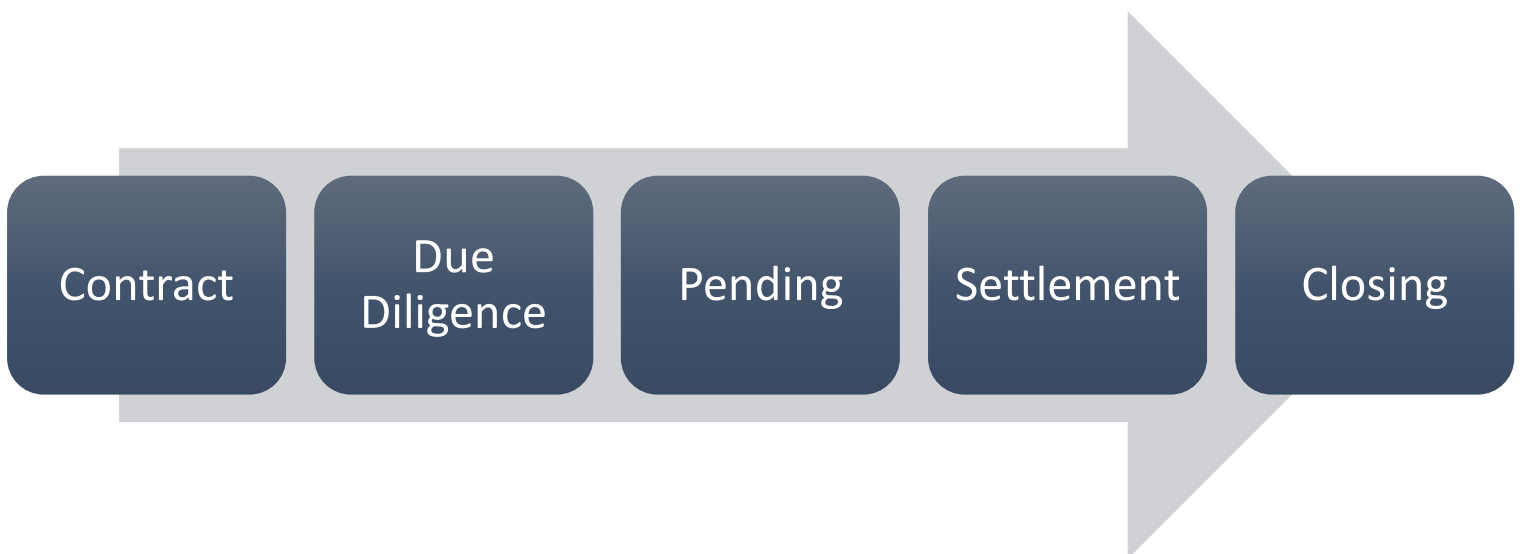 Contract
Due
Diligence
Pending
Settlement
Closing